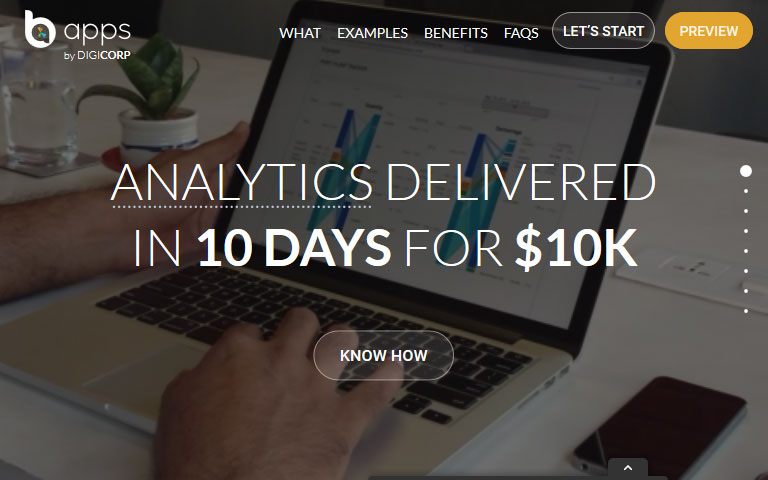 b apps
by DIGICORP
WHAT EXAMPLES BENEFITS FAQS LET'S START PREVIEW
ANALYTICS DELIVERED
IN 10 DAYS FOR $10K
KNOW HOW